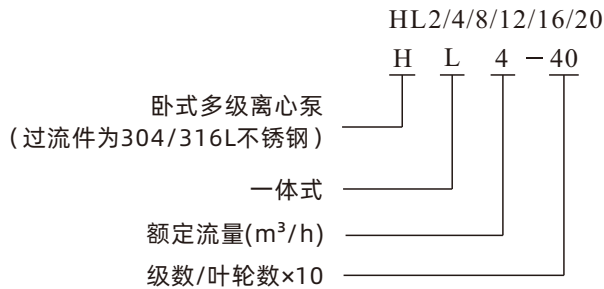 HL2/4/8/12/16/20
H L 4 - 40
卧式多级离心泵
（过流件为304/316L不锈钢）
一体式
额定流量(m³/h)
级数/叶轮数×10